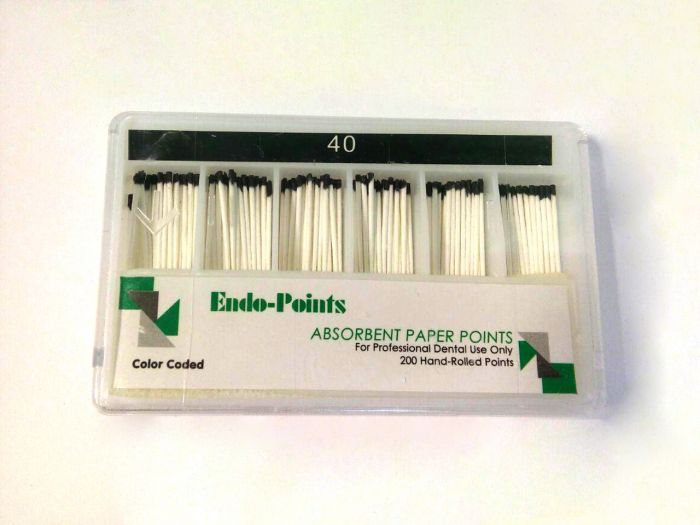 40
Endo-Points
ABSORBENT PAPER POINTS
For Professional Dental Use Only
200 Hand-Rolled Points
Color Coded